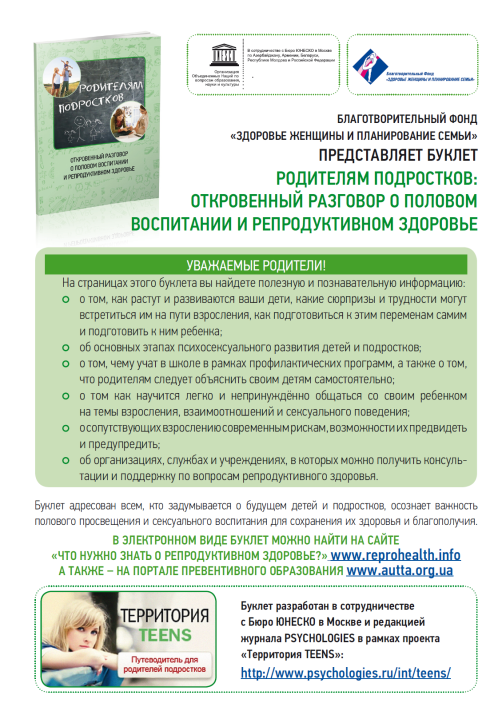 РОДИТЕЛЯМ
ПОДРОСТКОВ
ОТКРОВЕННЫЙ РАЗГОВОР
О ПОЛОВОМ ВОСПИТАНИИ
И РЕПРОДУКТИВНОМ ЗДОРОВЬЕ
Организация
Объединенных Наций по
вопросам образования,
науки и культуры
В сотрудничестве с Бюро ЮНЕСКО в Москве
по Азербайджану, Армении, Беларуси,
Республике Молдова и Российской Федерации
Благотворительный Фонд
«ЗДОРОВЬЕ ЖЕНЩИНЫ И ПЛАНИРОВАНИЕ СЕМЬИ»
БЛАГОТВОРИТЕЛЬНЫЙ ФОНД
«ЗДОРОВЬЕ ЖЕНЩИНЫ И ПЛАНИРОВАНИЕ СЕМЬИ»
ПРЕДСТАВЛЯЕТ БУКЛЕТ
РОДИТЕЛЯМ ПОДРОСТКОВ:
ОТКРОВЕННЫЙ РАЗГОВОР О ПОЛОВОМ
ВОСПИТАНИИ И РЕПРОДУКТИВНОМ ЗДОРОВЬЕ
УВАЖАЕМЫЕ РОДИТЕЛИ!
На страницах этого буклета вы найдете полезную и познавательную информацию:
о том, как растут и развиваются ваши дети, какие сюрпризы и трудности могут
встретиться им на пути взросления, как подготовиться к этим переменам самим
и подготовить к ним ребенка;
об основных этапах психосексуального развития детей и подростков;
о том, чему учат в школе в рамках профилактических программ, а также о том,
что родителям следует объяснить своим детям самостоятельно;
о том как научится легко и непринуждённо общаться со своим ребенком
на темы взросления, взаимоотношений и сексуального поведения;
о сопутствующих взрослению современным рискам, возможности их предвидеть
и предупредить;
об организациях, службах и учреждениях, в которых можно получить консуль-
тации и поддержку по вопросам репродуктивного здоровья.
Буклет адресован всем, кто задумывается о будущем детей и подростков, осознает важность
полового просвещения и сексуального воспитания для сохранения их здоровья и благополучия.
В ЭЛЕКТРОННОМ ВИДЕ БУКЛЕТ МОЖНО НАЙТИ НА САЙТЕ
«ЧТО НУЖНО ЗНАТЬ О РЕПРОДУКТИВНОМ ЗДОРОВЬЕ?» www.reprohealth.info
А ТАКЖЕ – НА ПОРТАЛЕ ПРЕВЕНТИВНОГО ОБРАЗОВАНИЯ www.autta.org.ua
ТЕРРИТОРИЯ
TEENS
Путеводитель для
родителей подростков
Буклет разработан в сотрудничестве
с Бюро ЮНЕСКО в Москве и редакцией
журнала PSYCHOLOGIES в рамках проекта
«Территория TEENS»:
http://www.psychologies.ru/int/teens/